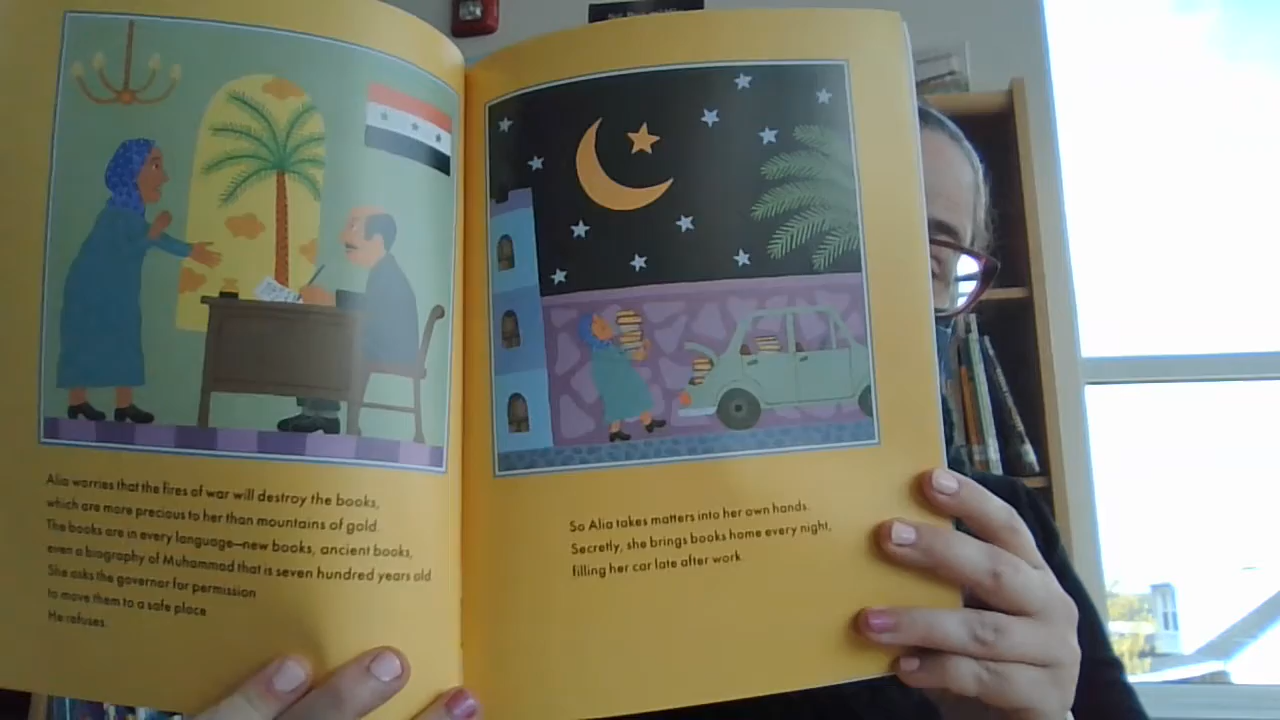 Alia worries that the fires of war will destroy the books,
which are more precious to her than mountains of gold.
The books are in every language—new books, ancient books,
even a biography of Muhammad that is seven hundred years old.
She asks the governor for permission
to move them to a safe place.
He refuses.
So Alia takes matters into her own hands.
Secretly, she brings books home every night,
filling her car late after work.